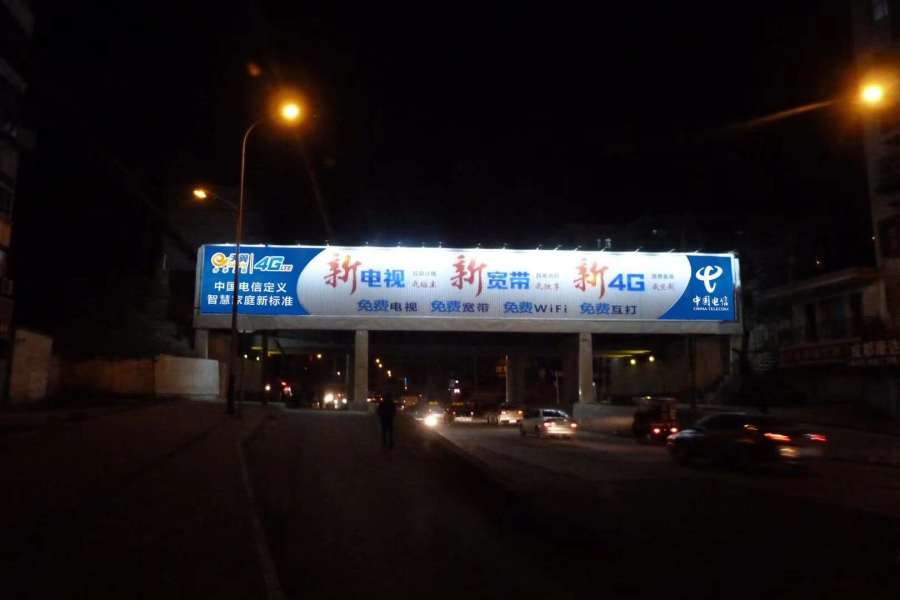 天翼 4G LTE
中国电信定义
智慧家庭新标准
新电视
新宽带
新4G
免费电视 免费宽带 免费WiFi 免费互打
中国电信
CHINA TELECOM